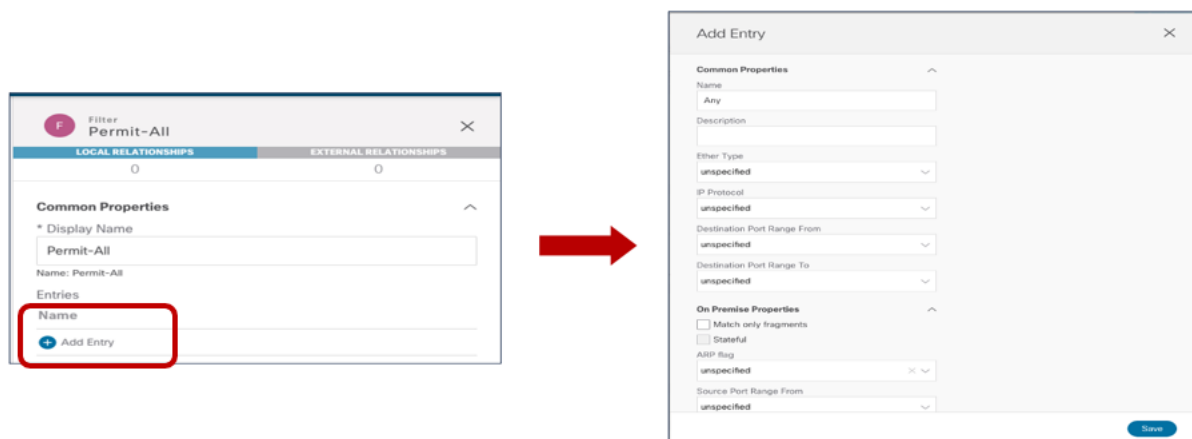 F
Filter
Permit-All
LOCAL RELATIONSHIPS
EXTERNAL RELATIONSHIPS
0
0
Common Properties
* Display Name
Permit-All
Name: Permit-All
Entries
Name
Add Entry
Add Entry
Common Properties
Name
Any
Description
Ether Type
unspecified
IP Protocol
unspecified
Destination Port Range From
unspecified
Destination Port Range To
unspecified
On Premise Properties
Match only fragments
Stateful
ARP flag
unspecified
Source Port Range From
unspecified
Save